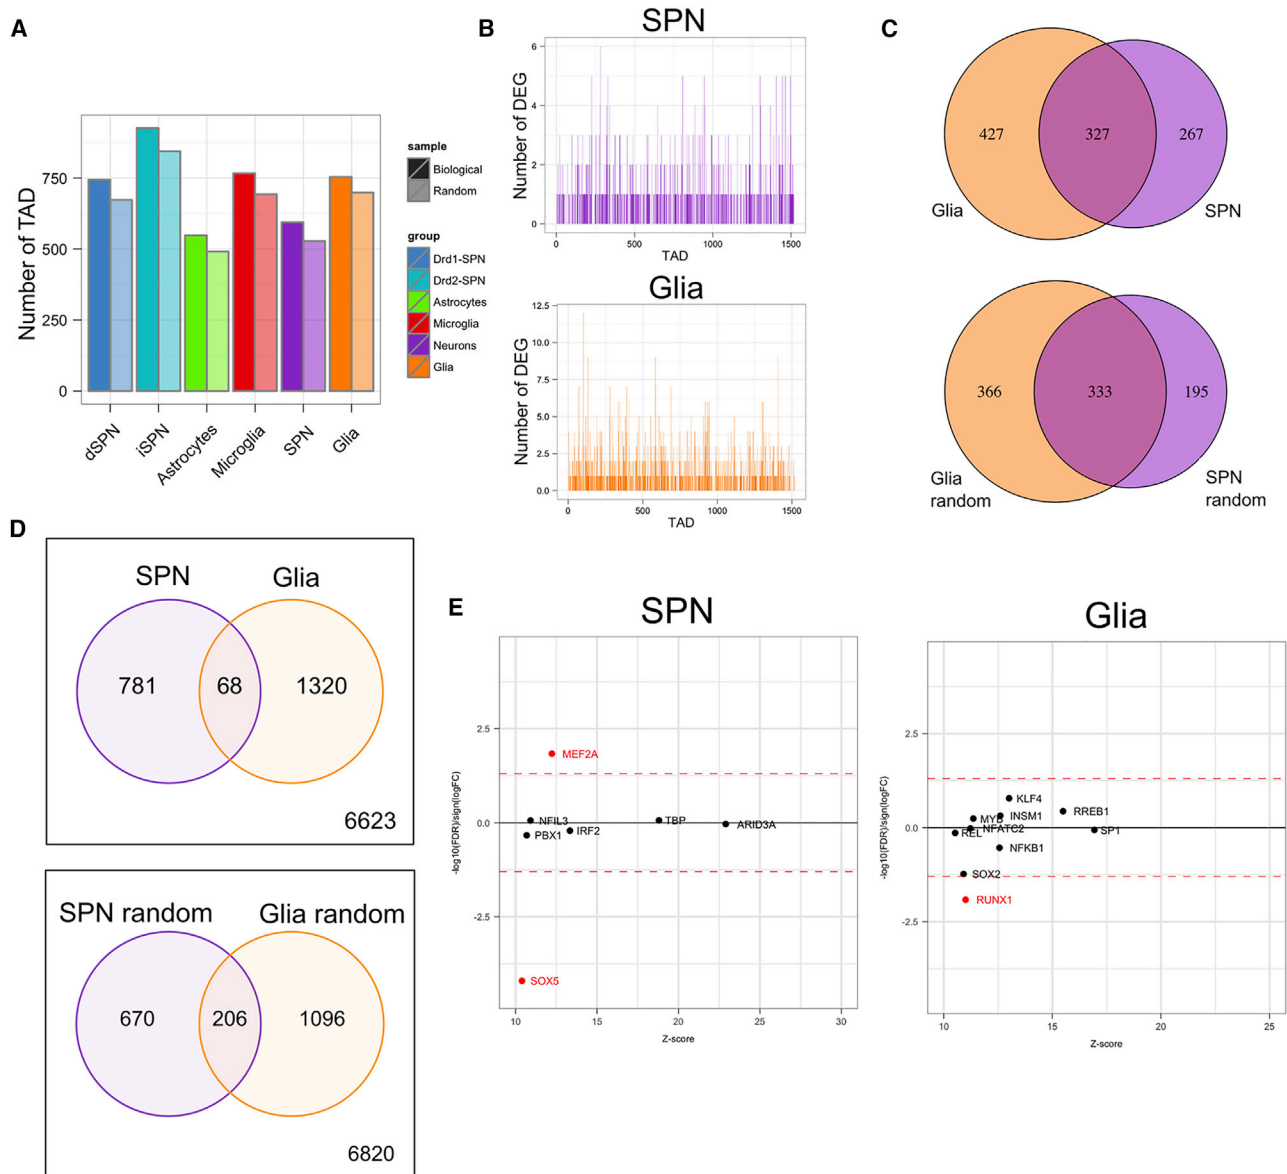 A
Number of TAD
750
500
250
0
dSPN
iSPN
Astrocytes
Microglia
SPN
Glia
sample
Biological
Random
group
Drd1-SPN
Drd2-SPN
Astrocytes
Microglia
Neurons
Glia
B
SPN
Number of DEG
6
4
2
0
0
500
1000
1500
TAD
Glia
Number of DEG
12.5
10.0
7.5
5.0
2.5
0.0
0
500
1000
1500
TAD
C
427
327
267
Glia
SPN
366
333
195
Glia
random
SPN
random
D
SPN
Glia
781
68
1320
6623
SPN random
Glia random
670
206
1096
6820
E
SPN
-log10(FDR)/sign(logFC)
2.5
0.0
-2.5
MEF2A
NFIL3
PBX1
IRF2
TBP
ARID3A
SOX5
10
15
20
25
30
Z-score
Glia
-log10(FDR)/sign(logFC)
2.5
0.0
-2.5
KLF4
MYB
INSM1
RREB1
REL
NFATC2
SP1
NFKB1
SOX2
RUNX1
10
15
20
25
Z-score